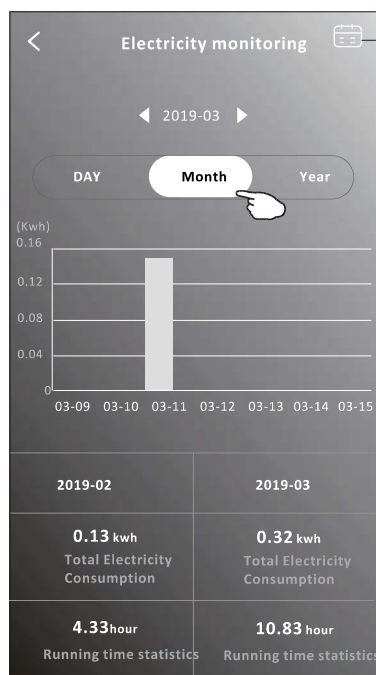 Electricity monitoring
2019-03
DAY Month Year
(Kwh)
0.16
0.12
0.08
0.04
0
03-09 03-10 03-11 03-12 03-13 03-14 03-15
2019-02 2019-03
0.13 kwh 0.32 kwh
Total Electricity Total Electricity
Consumption Consumption
4.33hour 10.83 hour
Running time statistics Running time statistics